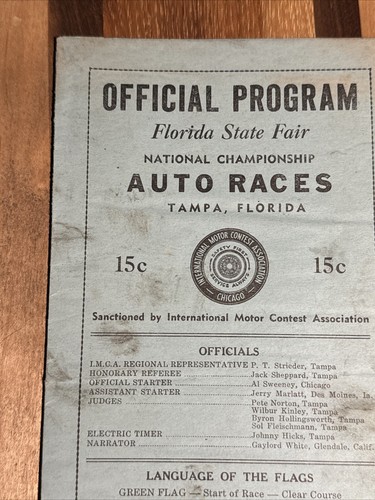 OFFICIAL PROGRAM
Florida State Fair
NATIONAL CHAMPIONSHIP
AUTO RACES
TAMPA, FLORIDA
INTERNATIONAL MOTOR CONTEST ASSOCIATION
SAFETY FIRST
SERVICE ALWAYS
— CHICAGO —
15c 15c
Sanctioned by International Motor Contest Association
OFFICIALS
I.M.C.A. REGIONAL REPRESENTATIVE P. T. Strieder, Tampa
HONORARY REFEREE Jack Sheppard, Tampa
OFFICIAL STARTER Al Sweeney, Chicago
ASSISTANT STARTER Jerry Marlatt, Des Moines, Ia.
JUDGES Pete Norton, Tampa
Wilbur Kinley, Tampa
Byron Hollingsworth, Tampa
Sol Fleischmann, Tampa
ELECTRIC TIMER Johnny Hicks, Tampa
NARRATOR Gaylord White, Glendale, Calif.
LANGUAGE OF THE FLAGS
GREEN FLAG — Start of Race — Clear Course